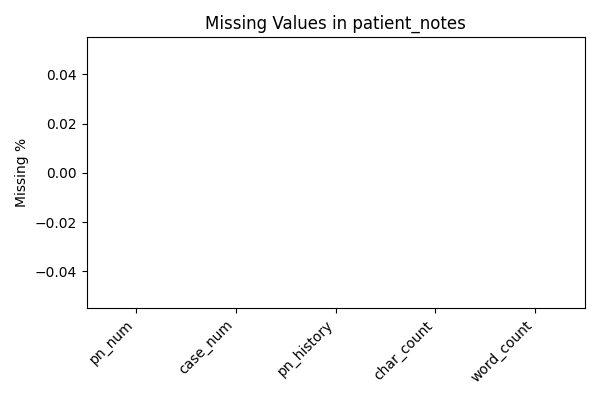 Missing Values in patient_notes
Missing %
0.04
0.02
0.00
−0.02
−0.04
pn_num
case_num
pn_history
char_count
word_count